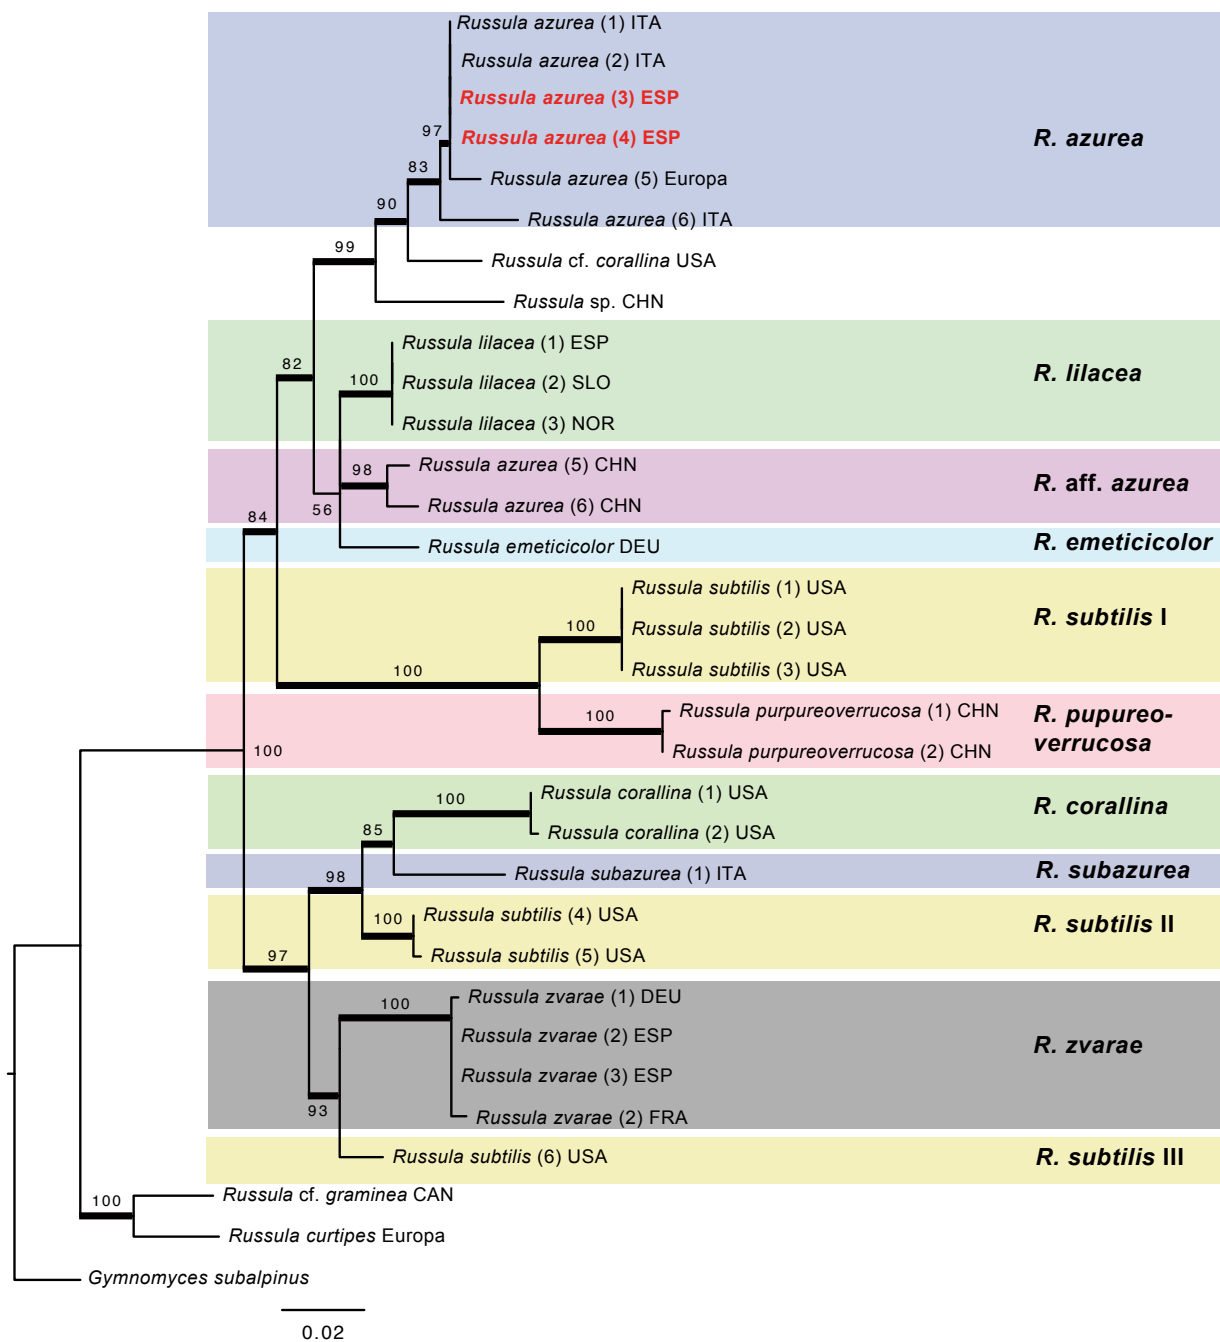 Russula azurea (1) ITA
Russula azurea (2) ITA
Russula azurea (3) ESP
97
Russula azurea (4) ESP
R. azurea
83
Russula azurea (5) Europa
90
Russula azurea (6) ITA
99
Russula cf. corallina USA
Russula sp. CHN
Russula lilacea (1) ESP
82
100
Russula lilacea (2) SLO
R. lilacea
Russula lilacea (3) NOR
Russula azurea (5) CHN
98
R. aff. azurea
56
Russula azurea (6) CHN
84
Russula emeticicolor DEU
R. emeticicolor
Russula subtilis (1) USA
R. subtilis I
100
Russula subtilis (2) USA
100
Russula subtilis (3) USA
100
Russula purpureoverrucosa (1) CHN
R. pupureo-
verrucosa
100
Russula purpureoverrucosa (2) CHN
100
Russula corallina (1) USA
R. corallina
85
Russula corallina (2) USA
98
Russula subazurea (1) ITA
R. subazurea
100
Russula subtilis (4) USA
R. subtilis II
97
Russula subtilis (5) USA
100
Russula zvarae (1) DEU
Russula zvarae (2) ESP
R. zvarae
Russula zvarae (3) ESP
93
Russula zvarae (2) FRA
Russula subtilis (6) USA
R. subtilis III
100
Russula cf. graminea CAN
Russula curtipes Europa
Gymnomyces subalpinus
0.02